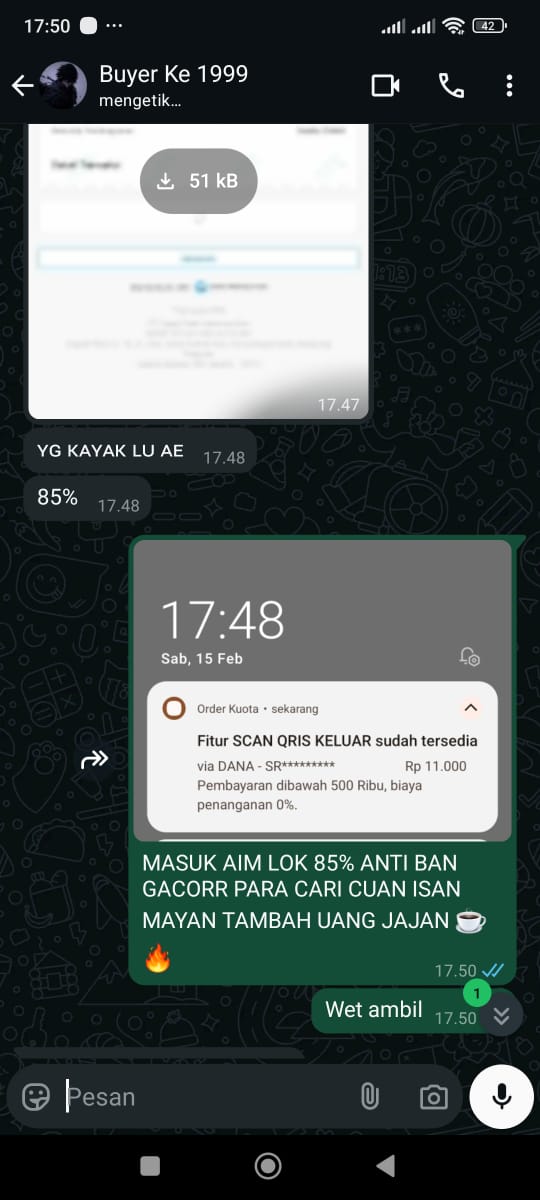 17:50
42
Buyer Ke 1999
mengetik...
51 kB
17.47
YG KAYAK LU AE 17.48
85% 17.48
17:48
Sab, 15 Feb
Order Kuota • sekarang
Fitur SCAN QRIS KELUAR sudah tersedia
via DANA - SR********* Rp 11.000
Pembayaran dibawah 500 Ribu, biaya
penanganan 0%.
MASUK AIM LOK 85% ANTI BAN
GACORR PARA CARI CUAN ISAN
MAYAN TAMBAH UANG JAJAN ☕
🔥
17.50
1
Wet ambil 17.50
Pesan